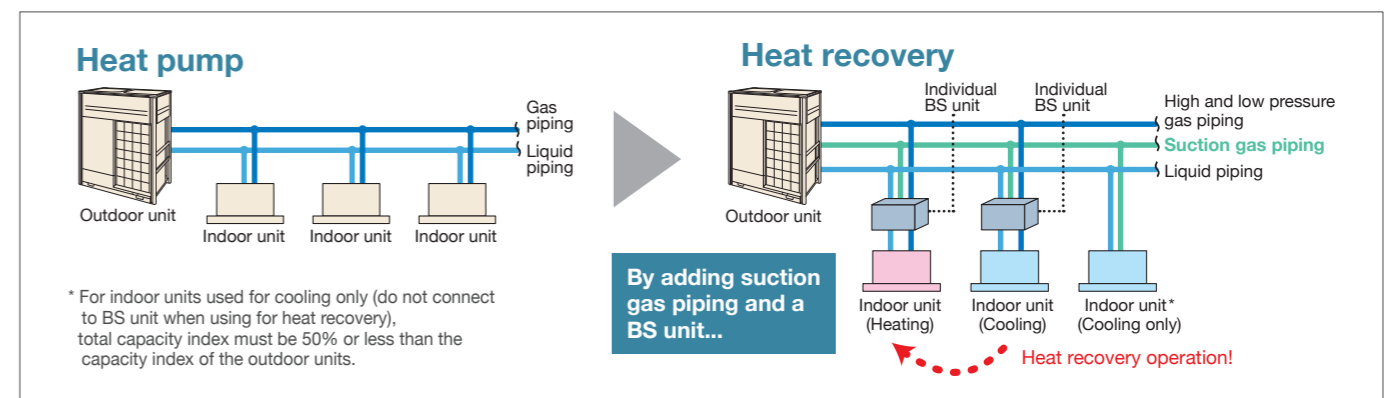 Heat pump
Gas
piping
Liquid
piping
Outdoor unit
Indoor unit
Indoor unit
Indoor unit
* For indoor units used for cooling only (do not connect
to BS unit when using for heat recovery),
total capacity index must be 50% or less than the
capacity index of the outdoor units.
By adding suction
gas piping and a
BS unit...
Heat recovery
Individual
BS unit
Individual
BS unit
High and low pressure
gas piping
Suction gas piping
Liquid piping
Outdoor unit
Indoor unit
(Heating)
Indoor unit
(Cooling)
Indoor unit*
(Cooling only)
Heat recovery operation!